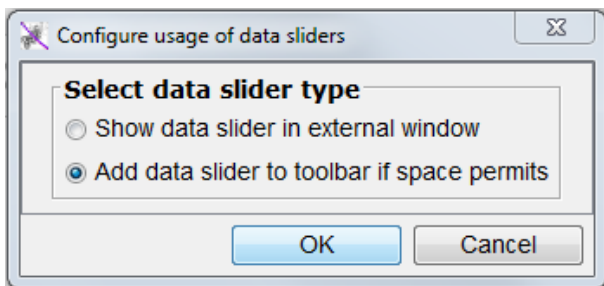 Configure usage of data sliders
Select data slider type
Show data slider in external window
Add data slider to toolbar if space permits
OK
Cancel